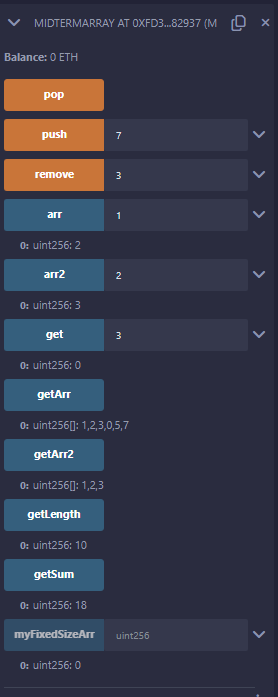 MIDTERMARRAY AT 0XFD3...82937 (M
Balance: 0 ETH
pop
push 7
remove 3
arr 1
0: uint256: 2
arr2 2
0: uint256: 3
get 3
0: uint256: 0
getArr
0: uint256[]: 1,2,3,0,5,7
getArr2
0: uint256[]: 1,2,3
getLength
0: uint256: 10
getSum
0: uint256: 18
myFixedSizeArr uint256
0: uint256: 0